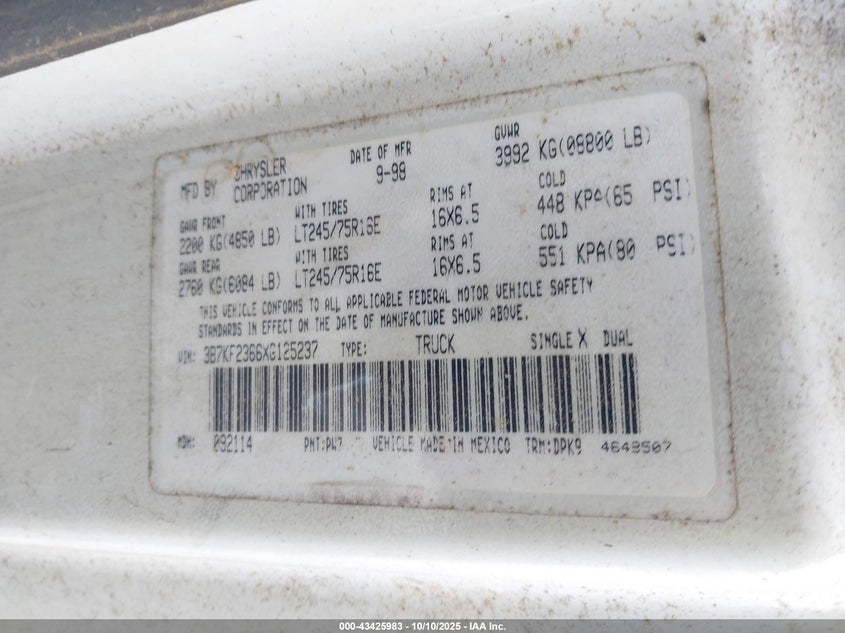 MFD BY CHRYSLER CORPORATION DATE OF MFR 9-98 GVWR 3992 KG(08800 LB)
GAWR FRONT 2200 KG(4850 LB) WITH TIRES LT245/75R16E RIMS AT 16X6.5 COLD 448 KPA(65 PSI)
GAWR REAR 2760 KG(6084 LB) WITH TIRES LT245/75R16E RIMS AT 16X6.5 COLD 551 KPA(80 PSI)
THIS VEHICLE CONFORMS TO ALL APPLICABLE FEDERAL MOTOR VEHICLE SAFETY
STANDARDS IN EFFECT ON THE DATE OF MANUFACTURE SHOWN ABOVE.
VIN: 3B7KF2366XG125237 TYPE: TRUCK SINGLE X DUAL
MDH: 092114 PNT:PW7 VEHICLE MADE IN MEXICO TRM:DPK9 4649507
000-43425983 - 10/10/2025 - IAA Inc.